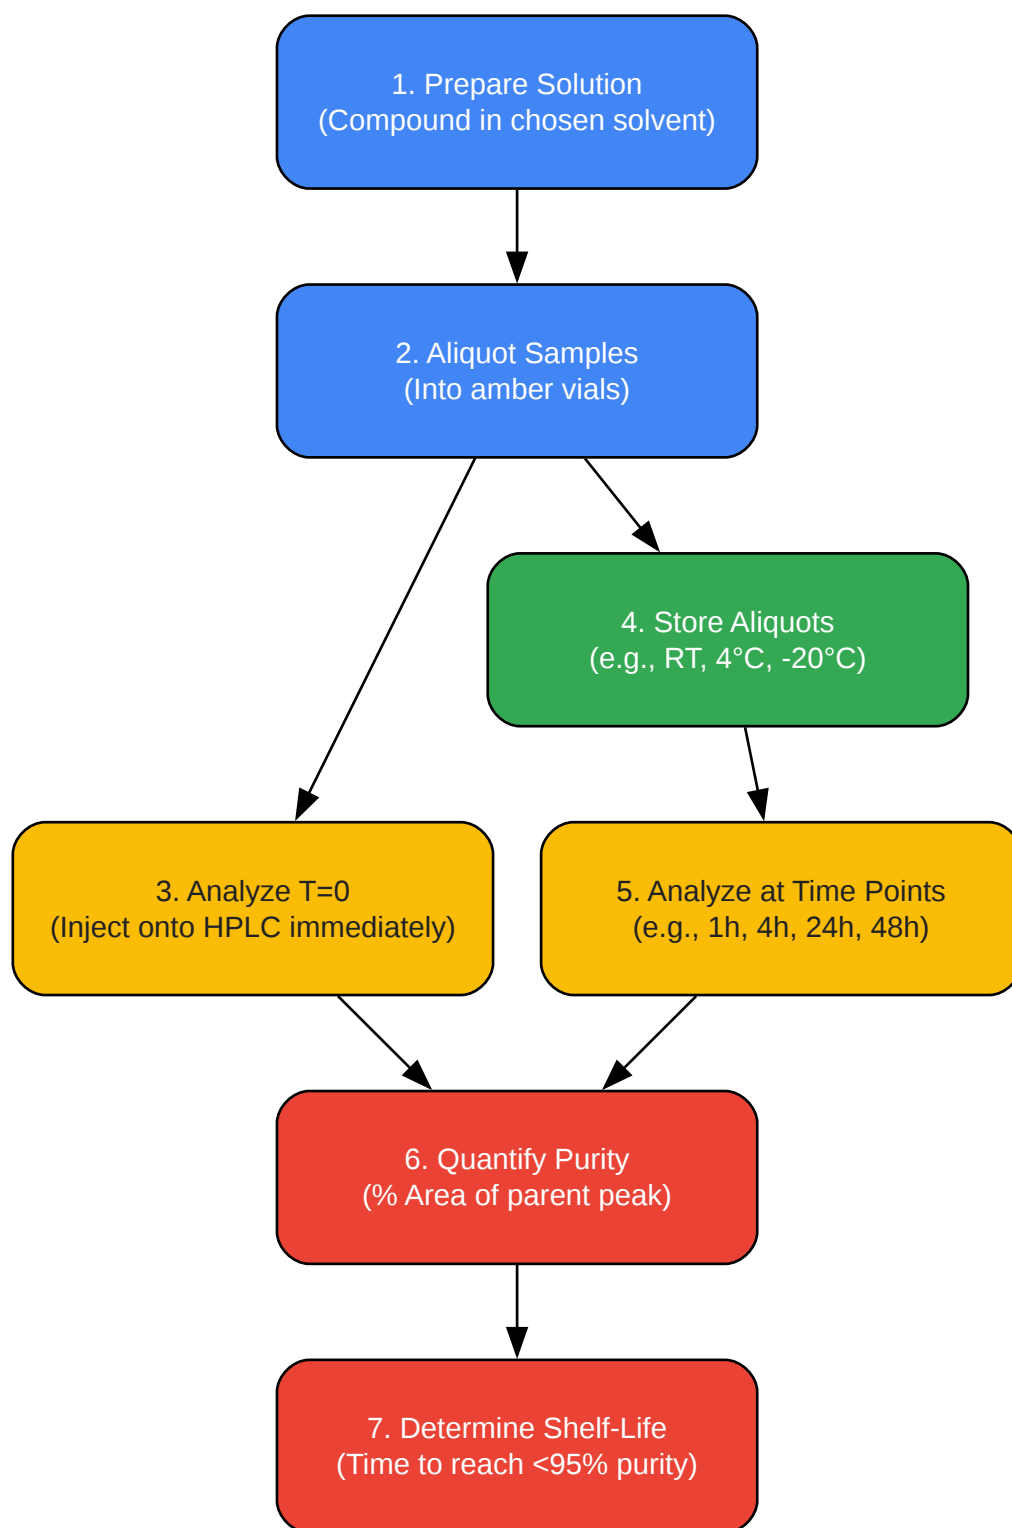 1. Prepare Solution
(Compound in chosen solvent)
2. Aliquot Samples
(Into amber vials)
4. Store Aliquots
(e.g., RT, 4°C, -20°C)
3. Analyze T=0
(Inject onto HPLC immediately)
5. Analyze at Time Points
(e.g., 1h, 4h, 24h, 48h)
6. Quantify Purity
(% Area of parent peak)
7. Determine Shelf-Life
(Time to reach <95% purity)